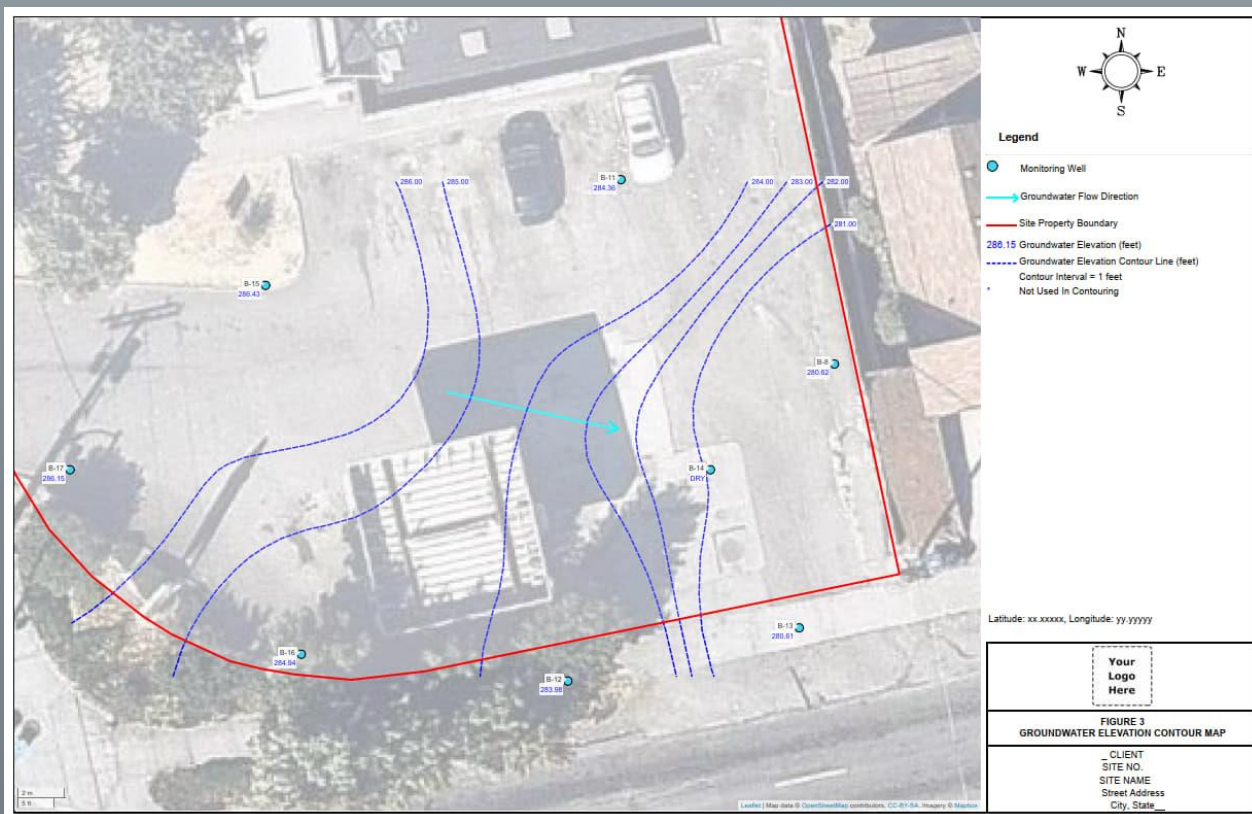 286.00
285.00
B-11
284.36
284.00
283.00
282.00
281.00
B-15
286.43
B-8
280.62
B-17
286.15
B-14
DRY
B-13
280.61
B-16
284.94
B-12
283.98
2 m
5 ft
Leaflet | Map data © OpenStreetMap contributors, CC-BY-SA, Imagery © Mapbox
N
W
E
S
Legend
Monitoring Well
Groundwater Flow Direction
Site Property Boundary
286.15 Groundwater Elevation (feet)
Groundwater Elevation Contour Line (feet)
Contour Interval = 1 feet
* Not Used In Contouring
Latitude: xx.xxxxx, Longitude: yy.yyyyy
Your
Logo
Here
FIGURE 3
GROUNDWATER ELEVATION CONTOUR MAP
_ CLIENT
SITE NO.
SITE NAME
Street Address
City, State__